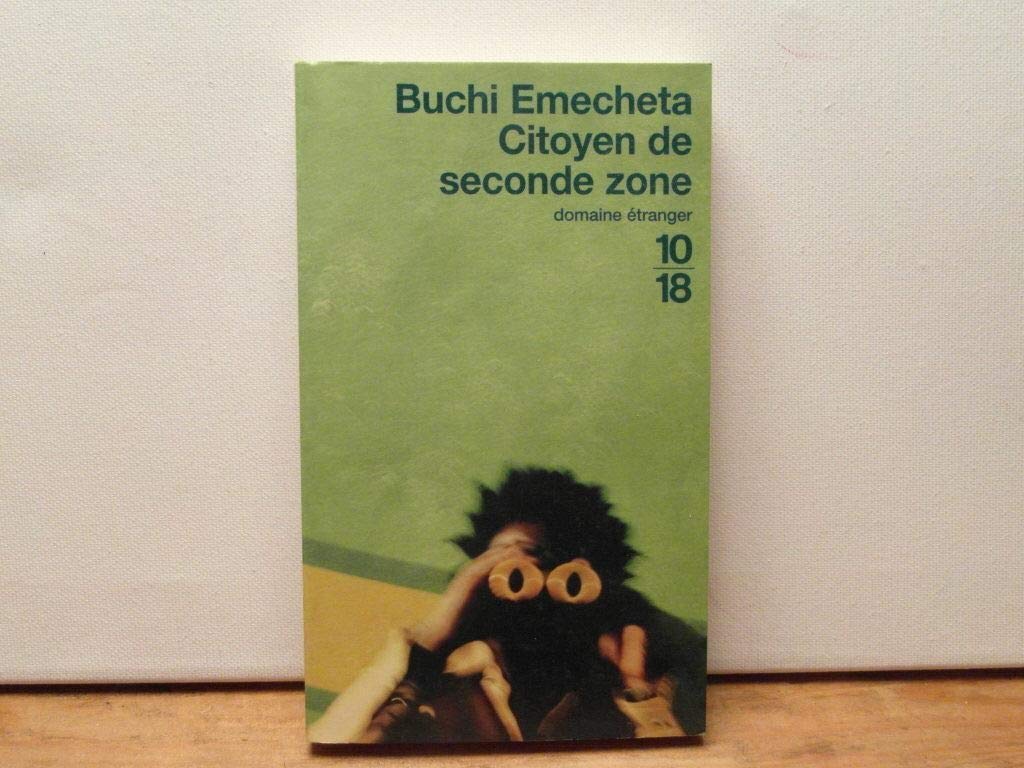 Buchi Emecheta
Citoyen de
seconde zone
domaine étranger
10
18